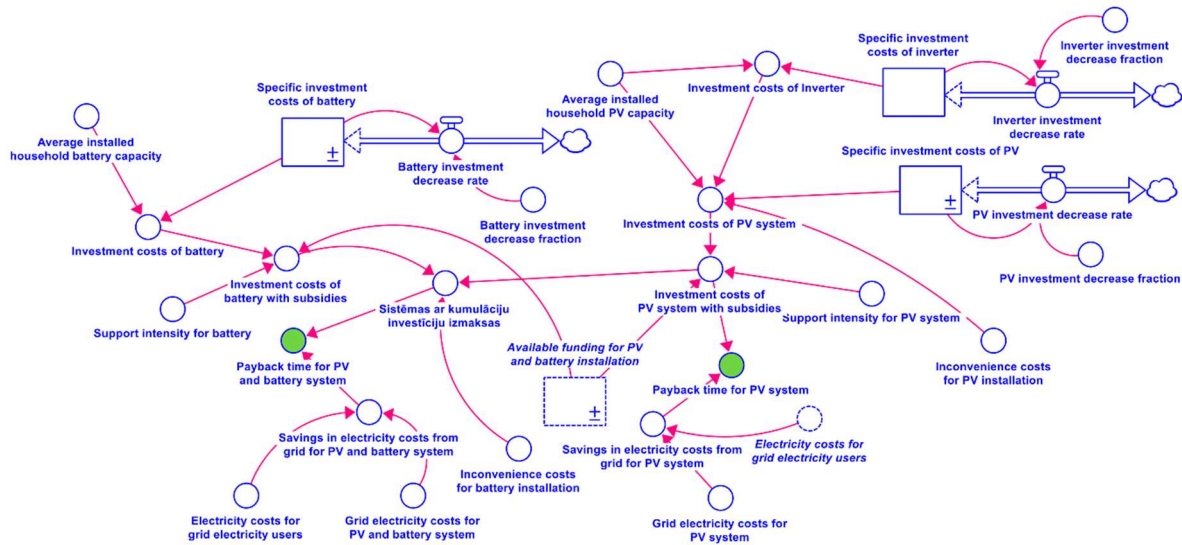 Specific investment
costs of inverter
Inverter investment
decrease fraction
Investment costs of Inverter
Average installed
household PV capacity
Inverter investment
decrease rate
Specific investment
costs of battery
Average installed
household battery capacity
±
Battery investment
decrease rate
Specific investment costs of PV
±
PV investment decrease rate
Battery investment
decrease fraction
Investment costs of PV system
Investment costs of battery
PV investment decrease fraction
Investment costs of
battery with subsidies
Investment costs of
PV system with subsidies
Sistēmas ar kumulāciju
investīciju izmaksas
Support intensity for battery
Support intensity for PV system
Available funding for PV
and battery installation
±
Payback time for PV
and battery system
Payback time for PV system
Inconvenience costs
for PV installation
Savings in electricity costs from
grid for PV and battery system
Savings in electricity costs from
grid for PV system
Electricity costs for
grid electricity users
Inconvenience costs
for battery installation
Electricity costs for
grid electricity users
Grid electricity costs for
PV and battery system
Grid electricity costs for
PV system